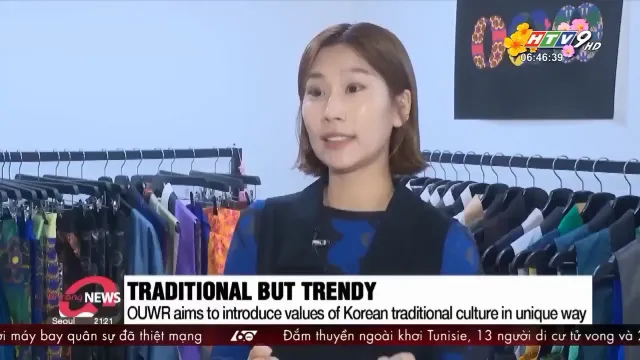 HTV9 HD
06:46:39
TRADITIONAL BUT TRENDY
OUWR aims to introduce values of Korean traditional culture in unique way
NEWS
Seoul 2121
máy bay quân sự đã thiệt mạng. 60 Đắm thuyền ngoài khơi Tunisie, 13 người di cư tử vong và